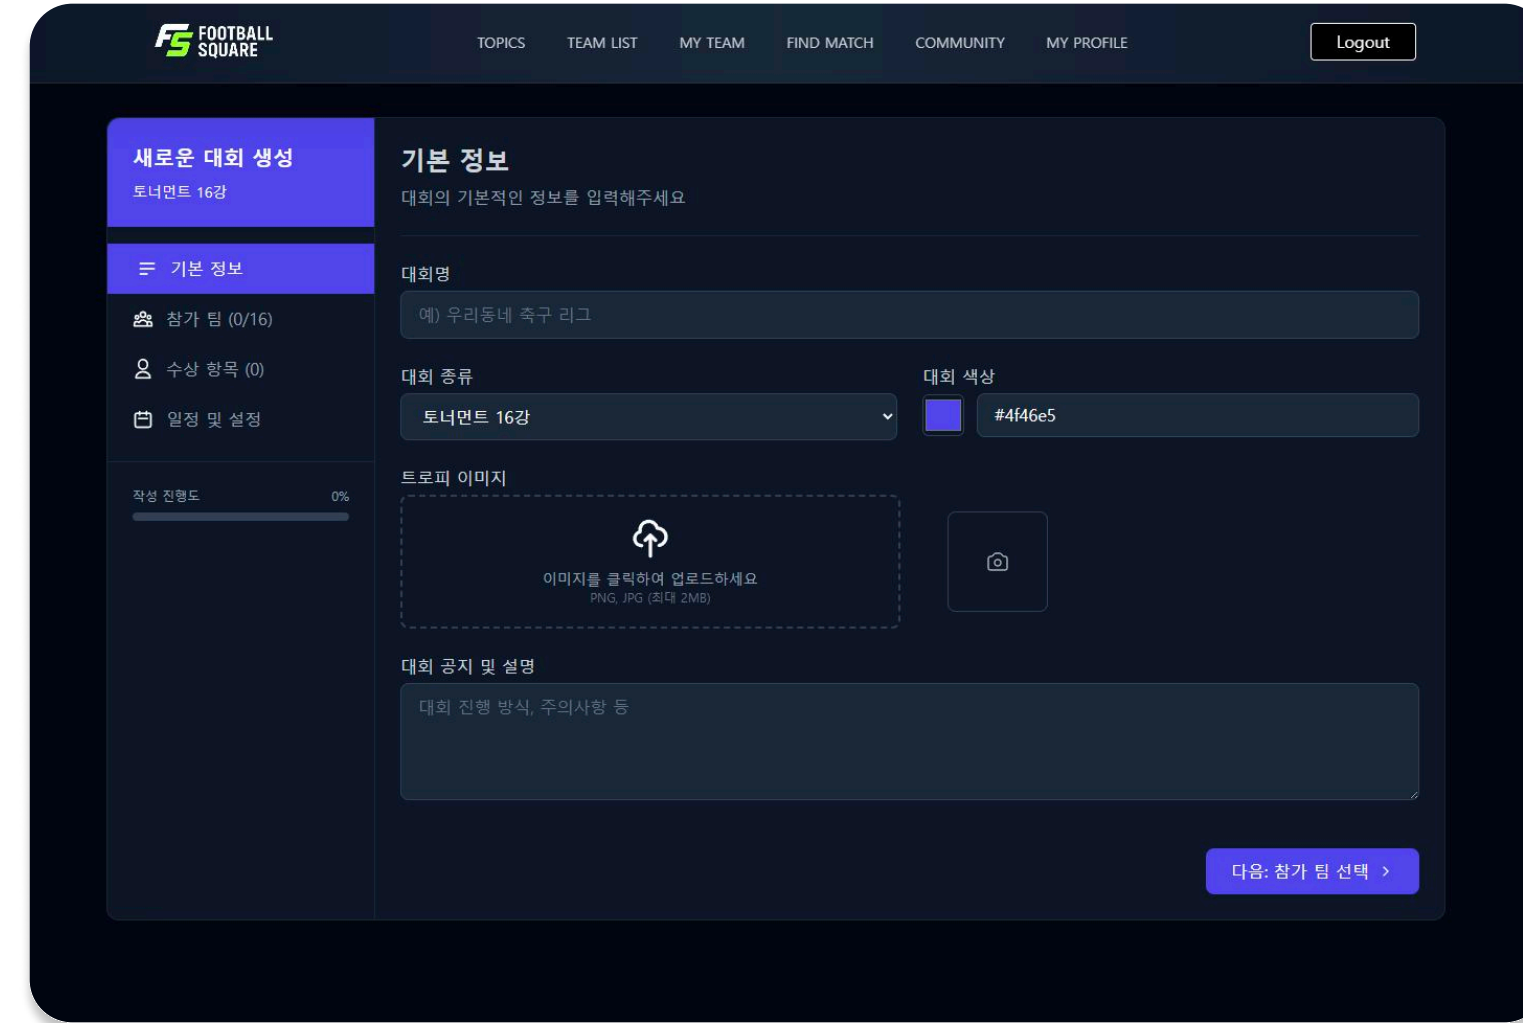 FOOTBALL
SQUARE
TOPICS
TEAM LIST
MY TEAM
FIND MATCH
COMMUNITY
MY PROFILE
Logout
새로운 대회 생성
토너먼트 16강
기본 정보
참가 팀 (0/16)
수상 항목 (0)
일정 및 설정
작성 진행도
0%
기본 정보
대회의 기본적인 정보를 입력해주세요
대회명
예) 우리동네 축구 리그
대회 종류
대회 색상
토너먼트 16강
#4f46e5
트로피 이미지
이미지를 클릭하여 업로드하세요
PNG, JPG (최대 2MB)
대회 공지 및 설명
대회 진행 방식, 주의사항 등
다음: 참가 팀 선택